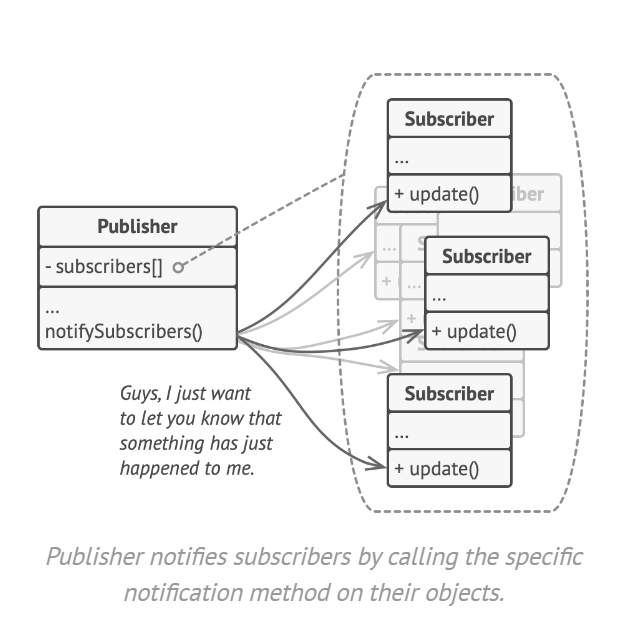 Subscriber
...
+ update()
iber
Publisher
- subscribers[]
...
notifySubscribers()
...
+
S
...
+
Subscriber
...
+ update()
S
Guys, I just want
to let you know that
something has just
happened to me.
Subscriber
...
+ update()
Publisher notifies subscribers by calling the specific
notification method on their objects.